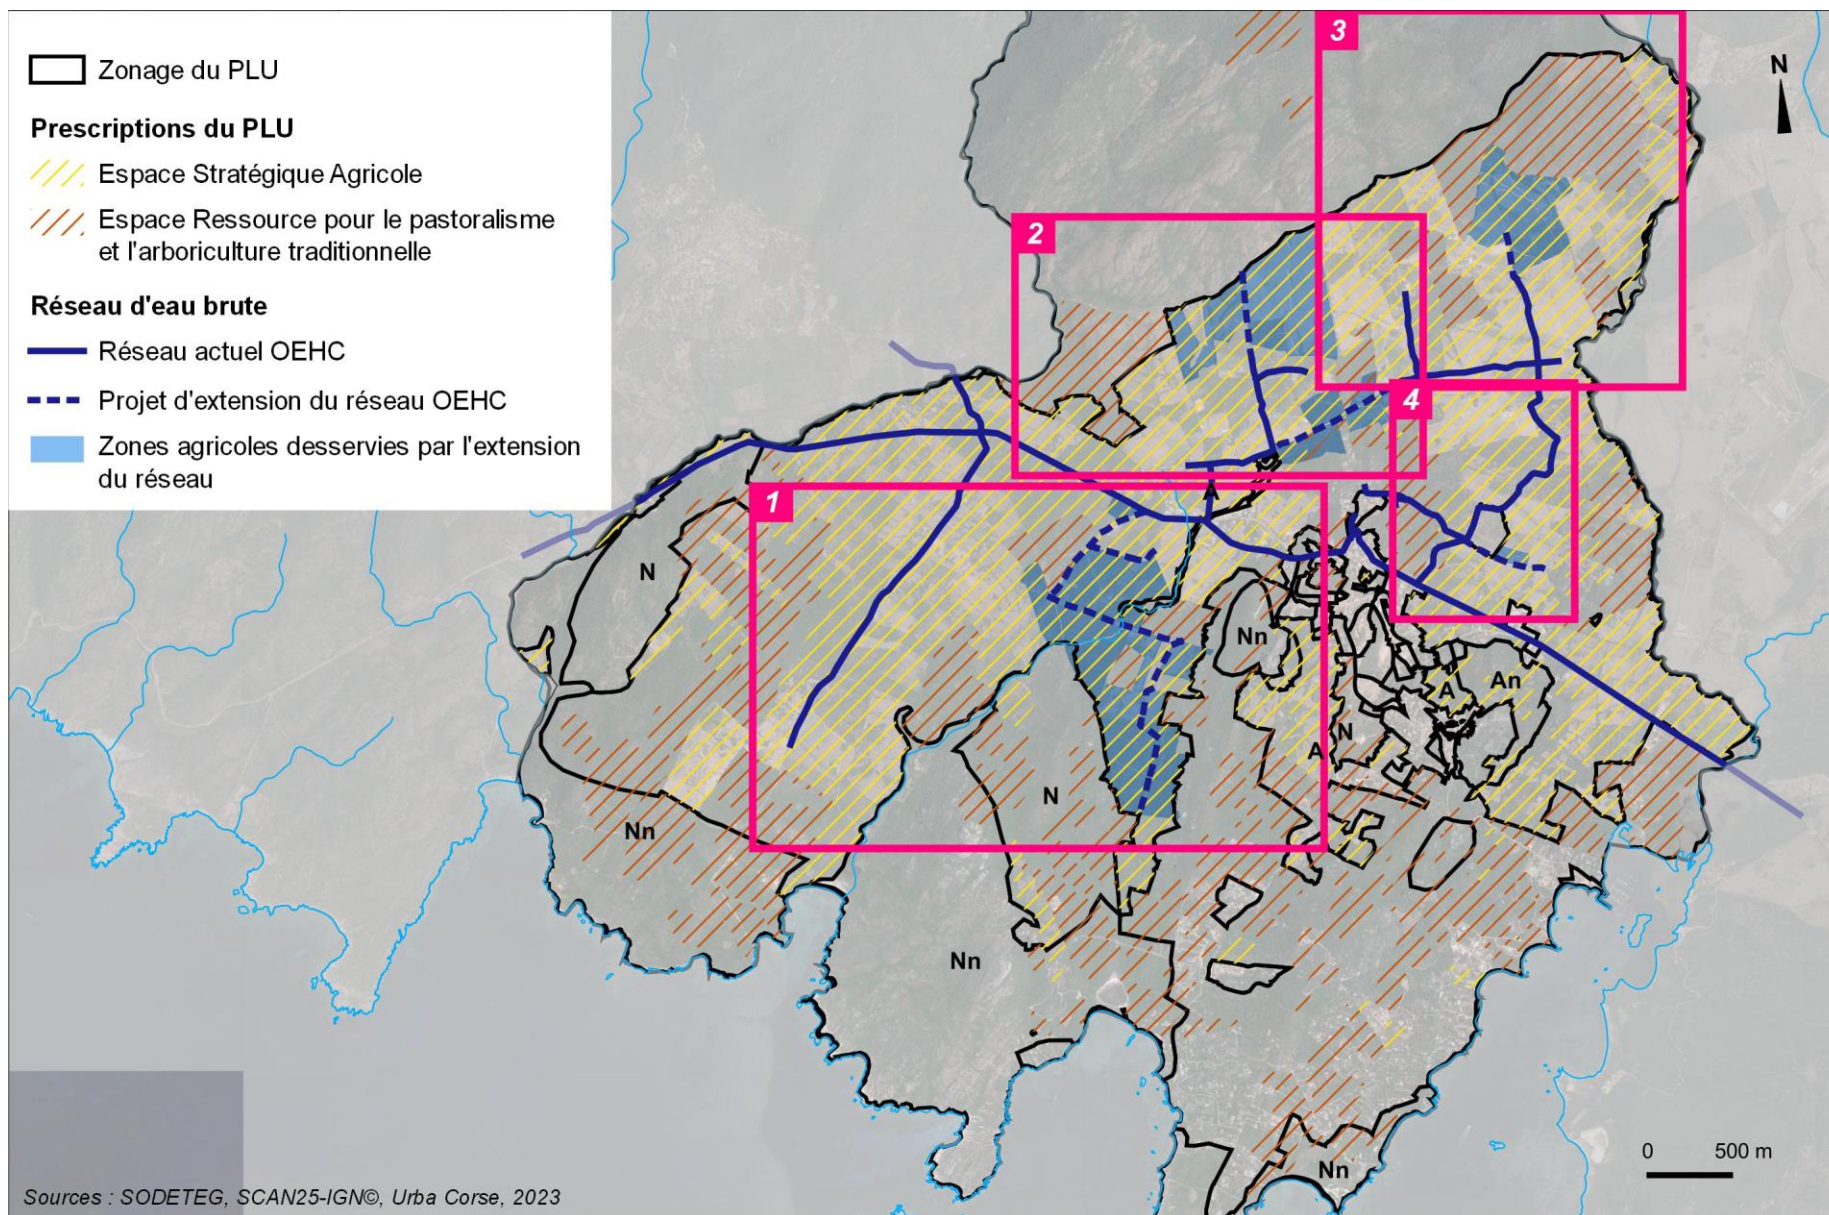 Zonage du PLU
Prescriptions du PLU
Espace Stratégique Agricole
Espace Ressource pour le pastoralisme
et l'arboriculture traditionnelle
Réseau d'eau brute
Réseau actuel OEHC
Projet d'extension du réseau OEHC
Zones agricoles desservies par l'extension
du réseau
3
N
2
4
1
A
N
Nn
A
An
N
A
N
Nn
Nn
Nn
0 500 m
Sources : SODETEG, SCAN25-IGN©, Urba Corse, 2023